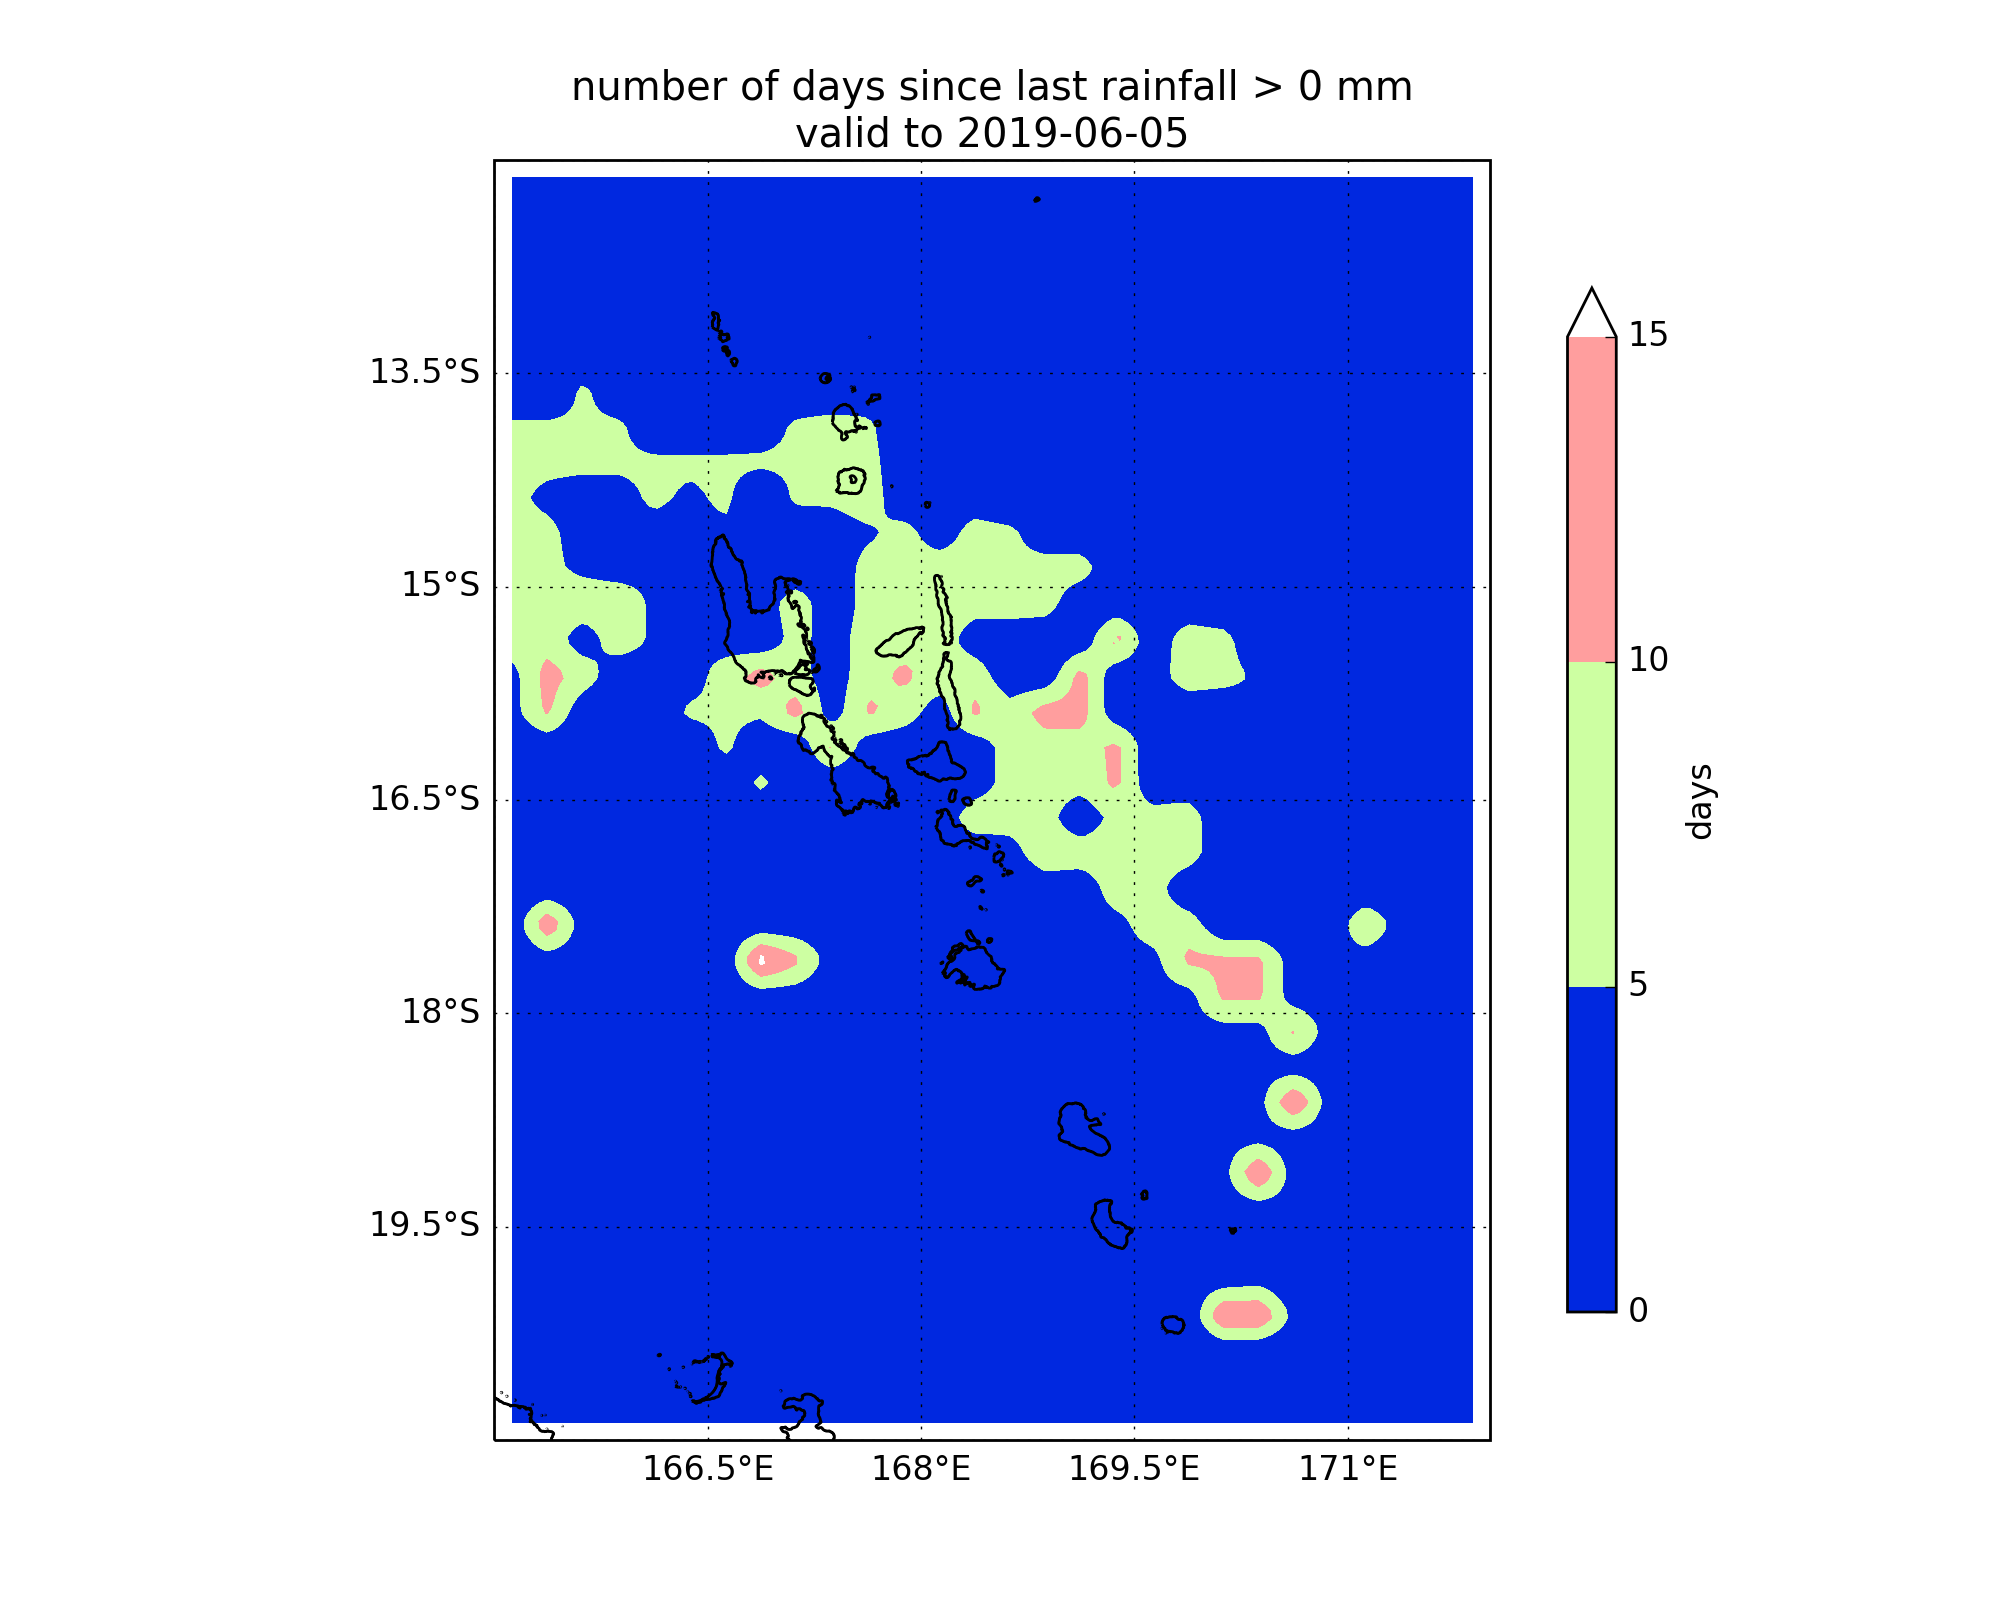 number of days since last rainfall > 0 mm
valid to 2019-06-05
13.5°S
15°S
16.5°S
18°S
19.5°S
166.5°E
168°E
169.5°E
171°E
15
10
5
0
days